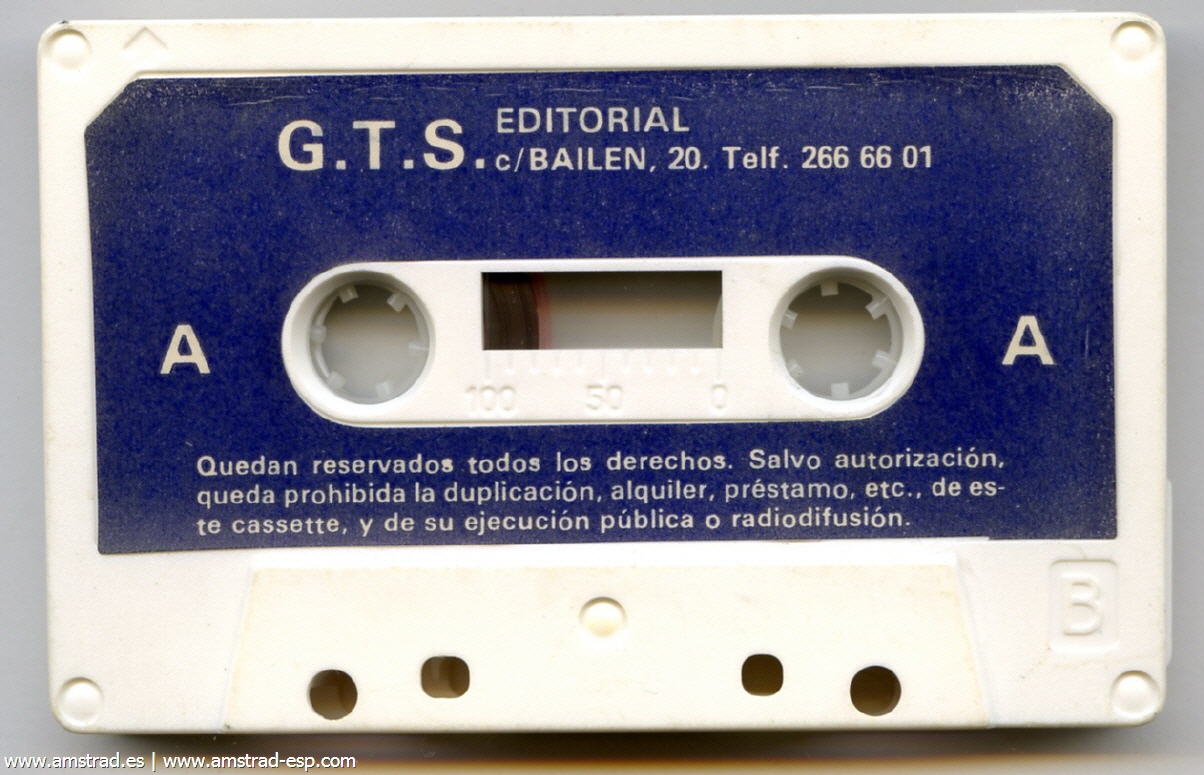 G.T.S. EDITORIAL
c/BAILEN, 20. Telf. 266 66 01
A
A
100 50 0
Quedan reservados todos los derechos. Salvo autorización,
queda prohibida la duplicación, alquiler, préstamo, etc., de es-
te cassette, y de su ejecución pública o radiodifusión.
B
www.amstrad.es | www.amstrad-esp.com